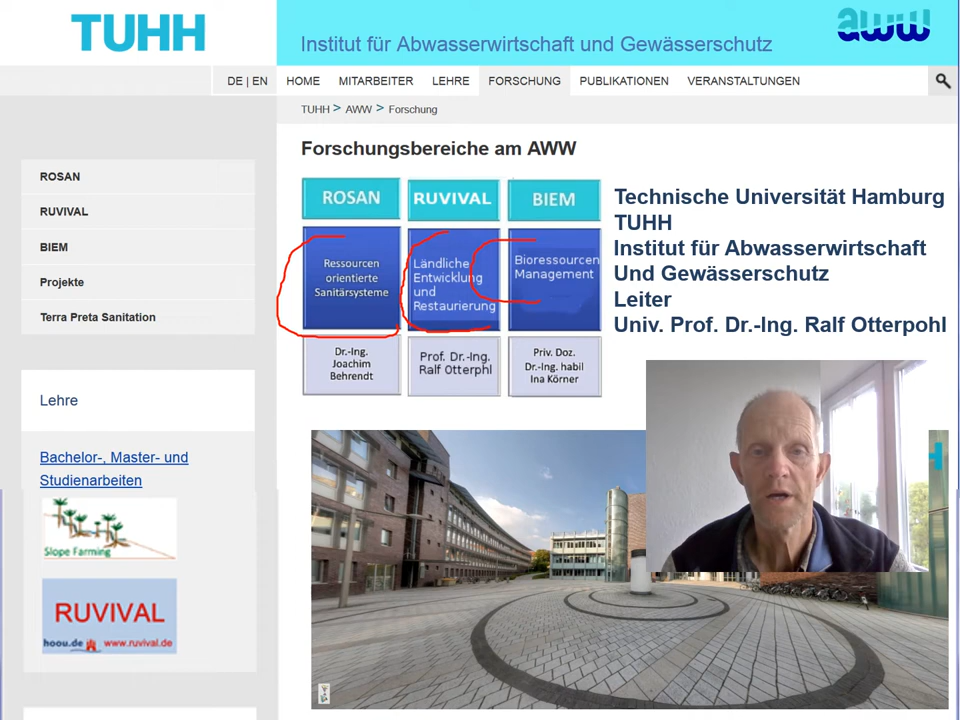 TUHH
Institut für Abwasserwirtschaft und Gewässerschutz
aww
DE | EN
HOME
MITARBEITER
LEHRE
FORSCHUNG
PUBLIKATIONEN
VERANSTALTUNGEN
TUHH > AWW > Forschung
ROSAN
RUVIVAL
BIEM
Projekte
Terra Preta Sanitation
Lehre
Bachelor-, Master- und
Studienarbeiten
Slope Farming
RUVIVAL
hoou.de www.ruvival.de
Forschungsbereiche am AWW
ROSAN
Ressourcen
orientierte
Sanitärsysteme
Dr.-Ing.
Joachim
Behrendt
RUVIVAL
Ländliche
Entwicklung
und
Restaurierung
Prof. Dr.-Ing.
Ralf Otterphl
BIEM
Bioressourcen
Management
Priv. Doz.
Dr.-Ing. habil
Ina Körner
Technische Universität Hamburg
TUHH
Institut für Abwasserwirtschaft
Und Gewässerschutz
Leiter
Univ. Prof. Dr.-Ing. Ralf Otterpohl